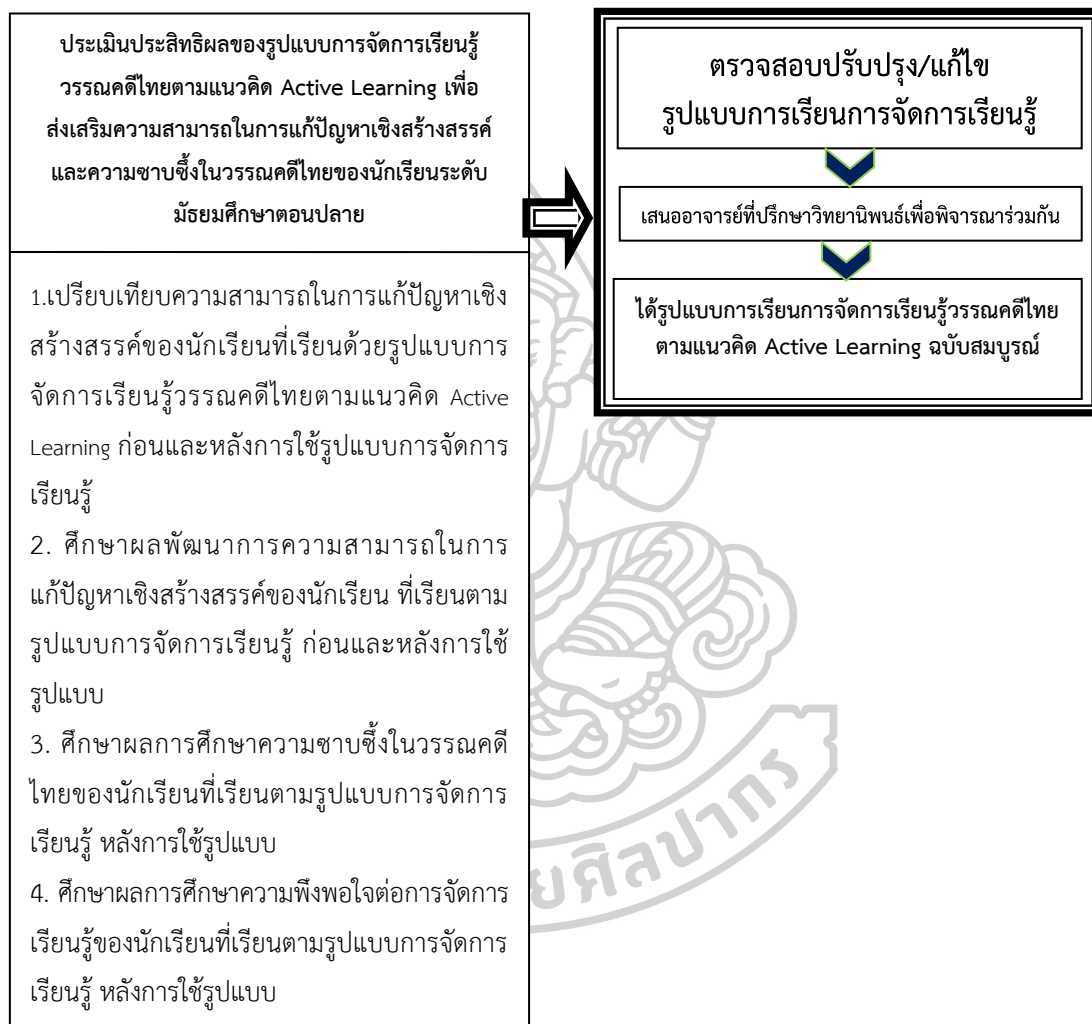 ประเมินประสิทธิผลของรูปแบบการจัดการเรียนรู้
วรรณคดีไทยตามแนวคิด Active Learning เพื่อ
ส่งเสริมความสามารถในการแก้ปัญหาเชิงสร้างสรรค์
และความซาบซึ้งในวรรณคดีไทยของนักเรียนระดับ
มัธยมศึกษาตอนปลาย
1.เปรียบเทียบความสามารถในการแก้ปัญหาเชิง
สร้างสรรค์ของนักเรียนที่เรียนด้วยรูปแบบการ
จัดการเรียนรู้วรรณคดีไทยตามแนวคิด Active
Learning ก่อนและหลังการใช้รูปแบบการจัดการ
เรียนรู้
2. ศึกษาผลพัฒนาการความสามารถในการ
แก้ปัญหาเชิงสร้างสรรค์ของนักเรียน ที่เรียนตาม
รูปแบบการจัดการเรียนรู้ ก่อนและหลังการใช้
รูปแบบ
3. ศึกษาผลการศึกษาความซาบซึ้งในวรรณคดี
ไทยของนักเรียนที่เรียนตามรูปแบบการจัดการ
เรียนรู้ หลังการใช้รูปแบบ
4. ศึกษาผลการศึกษาความพึงพอใจต่อการจัดการ
เรียนรู้ของนักเรียนที่เรียนตามรูปแบบการจัดการ
เรียนรู้ หลังการใช้รูปแบบ
ตรวจสอบปรับปรุง/แก้ไข
รูปแบบการเรียนการจัดการเรียนรู้
เสนออาจารย์ที่ปรึกษาวิทยานิพนธ์เพื่อพิจารณาร่วมกัน
ได้รูปแบบการเรียนการจัดการเรียนรู้วรรณคดีไทย
ตามแนวคิด Active Learning ฉบับสมบูรณ์
ยศิลปากร